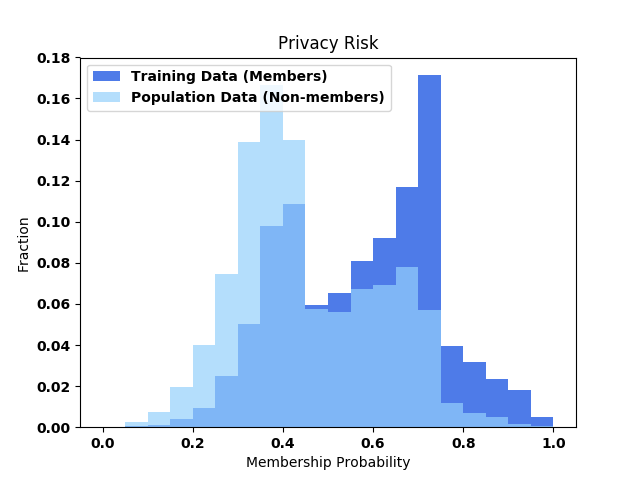 Privacy Risk
Training Data (Members)
Population Data (Non-members)
0.18
0.16
0.14
0.12
0.10
0.08
0.06
0.04
0.02
0.00
Fraction
0.0 0.2 0.4 0.6 0.8 1.0
Membership Probability